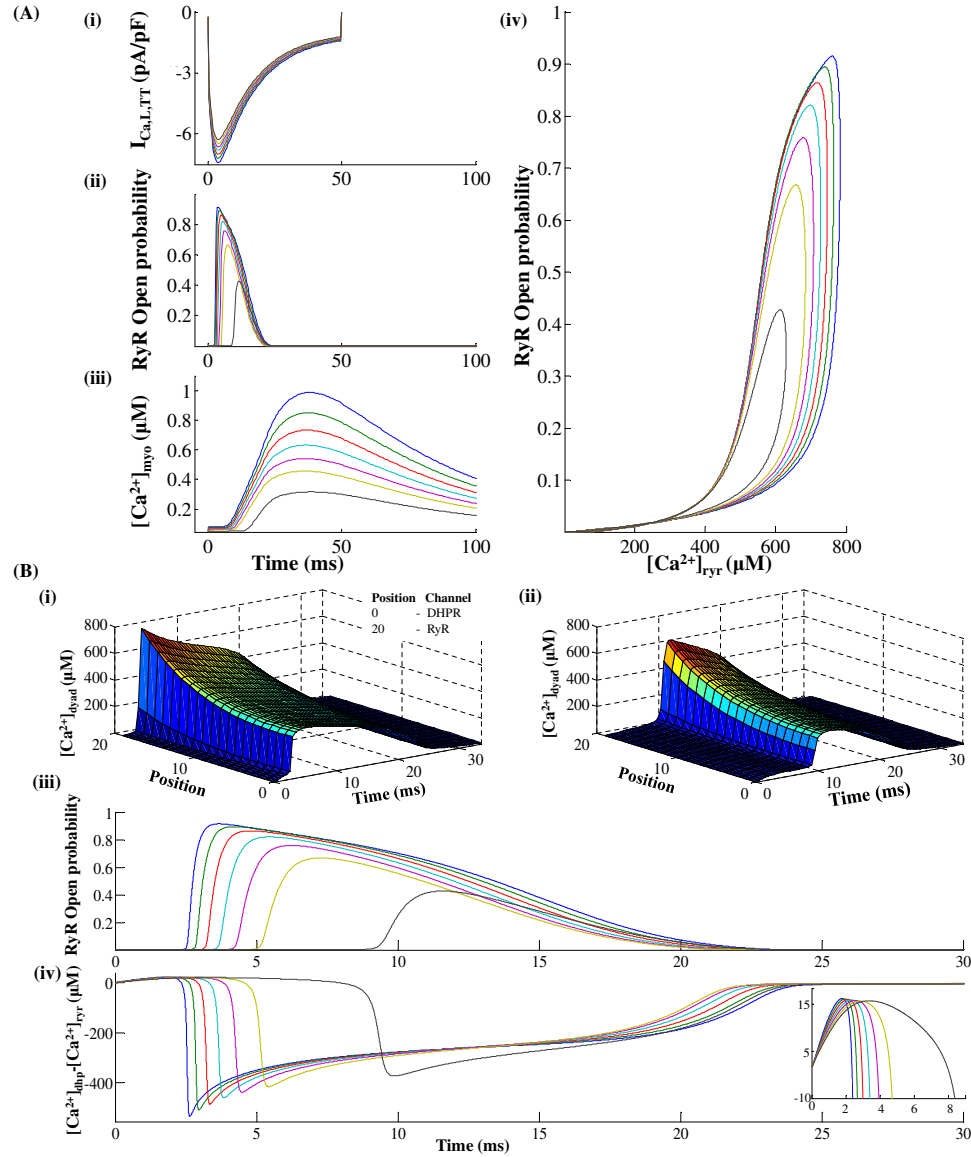 (A)
(i)
I_Ca,L,TT (pA/pF)
0
-3
-6
0 50 100
(ii)
RyR Open probability
0.8
0.6
0.4
0.2
0 50 100
(iii)
[Ca²⁺]_myo (µM)
1
0.8
0.6
0.4
0.2
0 50 100
Time (ms)
(iv)
RyR Open probability
1
0.9
0.8
0.7
0.6
0.5
0.4
0.3
0.2
0.1
200 400 600 800
[Ca²⁺]_ryr (µM)
(B)
(i)
Position Channel
0 - DHPR
20 - RyR
[Ca²⁺]_dyad (µM)
800
600
400
200
20 10 0
Position
0 10 20 30
Time (ms)
(ii)
[Ca²⁺]_dyad (µM)
800
600
400
200
20 10 0
Position
0 10 20 30
Time (ms)
(iii)
RyR Open probability
1
0.8
0.6
0.4
0.2
0 5 10 15 20 25 30
(iv)
[Ca²⁺]_dhp-[Ca²⁺]_ryr (µM)
0
-200
-400
0 5 10 15 20 25 30
Time (ms)
15
5
-10
0 2 4 6 8